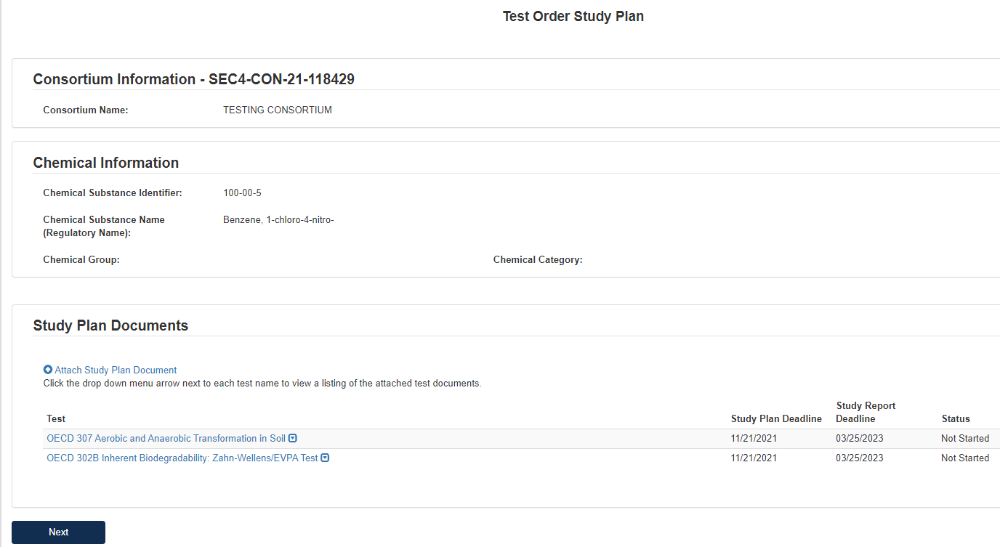 Test Order Study Plan
Consortium Information - SEC4-CON-21-118429
Consortium Name: TESTING CONSORTIUM
Chemical Information
Chemical Substance Identifier: 100-00-5
Chemical Substance Name
(Regulatory Name): Benzene, 1-chloro-4-nitro-
Chemical Group: Chemical Category:
Study Plan Documents
Attach Study Plan Document
Click the drop down menu arrow next to each test name to view a listing of the attached test documents.
Test Study Plan Deadline Study Report Deadline Status
OECD 307 Aerobic and Anaerobic Transformation in Soil 11/21/2021 03/25/2023 Not Started
OECD 302B Inherent Biodegradability: Zahn-Wellens/EVPA Test 11/21/2021 03/25/2023 Not Started
Next